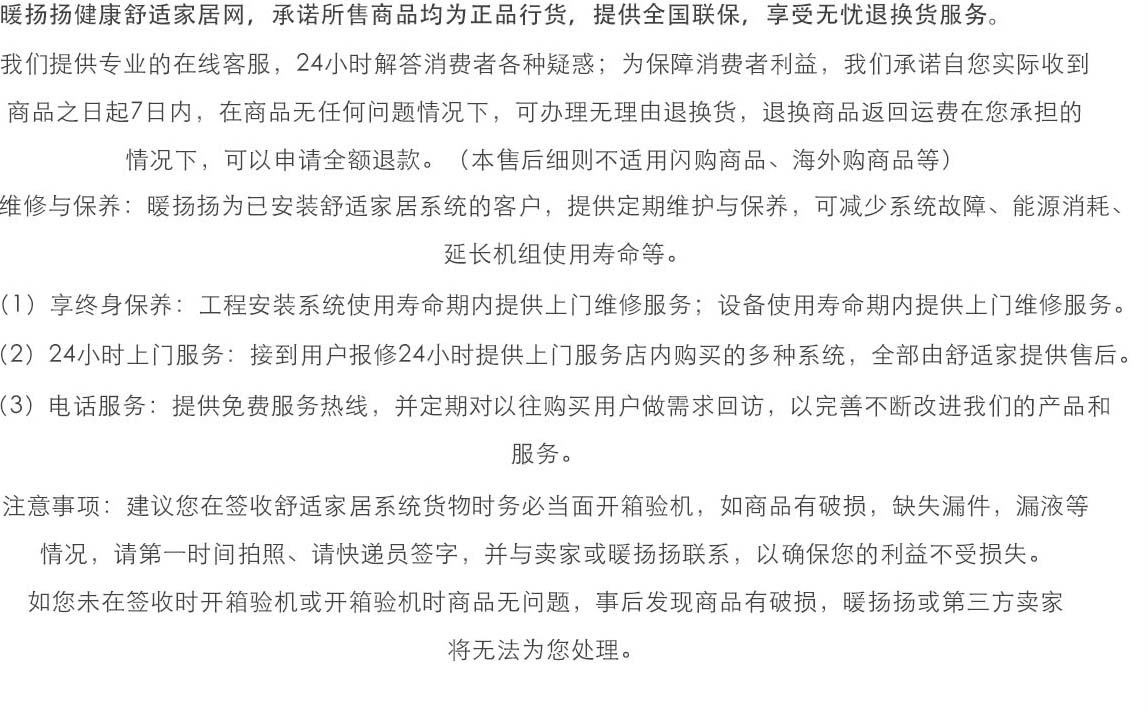 暖扬扬健康舒适家居网，承诺所售商品均为正品行货，提供全国联保，享受无忧退换货服务。
我们提供专业的在线客服，24小时解答消费者各种疑惑；为保障消费者利益，我们承诺自您实际收到
商品之日起7日内，在商品无任何问题情况下，可办理无理由退换货，退换商品返回运费在您承担的
情况下，可以申请全额退款。（本售后细则不适用闪购商品、海外购商品等）
维修与保养：暖扬扬为已安装舒适家居系统的客户，提供定期维护与保养，可减少系统故障、能源消耗、
延长机组使用寿命等。
（1）享终身保养：工程安装系统使用寿命期内提供上门维修服务；设备使用寿命期内提供上门维修服务。
（2）24小时上门服务：接到用户报修24小时提供上门服务店内购买的多种系统，全部由舒适家提供售后。
（3）电话服务：提供免费服务热线，并定期对以往购买用户做需求回访，以完善不断改进我们的产品和
服务。
注意事项：建议您在签收舒适家居系统货物时务必当面开箱验机，如商品有破损，缺失漏件，漏液等
情况，请第一时间拍照、请快递员签字，并与卖家或暖扬扬联系，以确保您的利益不受损失。
如您未在签收时开箱验机或开箱验机时商品无问题，事后发现商品有破损，暖扬扬或第三方卖家
将无法为您处理。